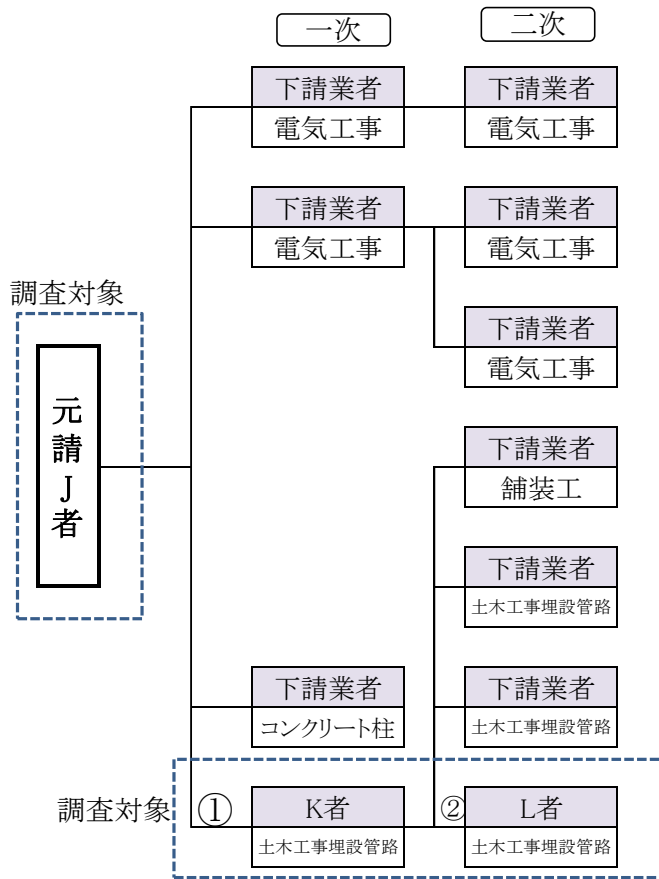 一次
二次
下請業者
電気工事
下請業者
電気工事
下請業者
電気工事
下請業者
電気工事
下請業者
電気工事
調査対象
元請J者
下請業者
舗装工
下請業者
土木工事埋設管路
下請業者
コンクリート柱
下請業者
土木工事埋設管路
調査対象
①
K者
土木工事埋設管路
②
L者
土木工事埋設管路